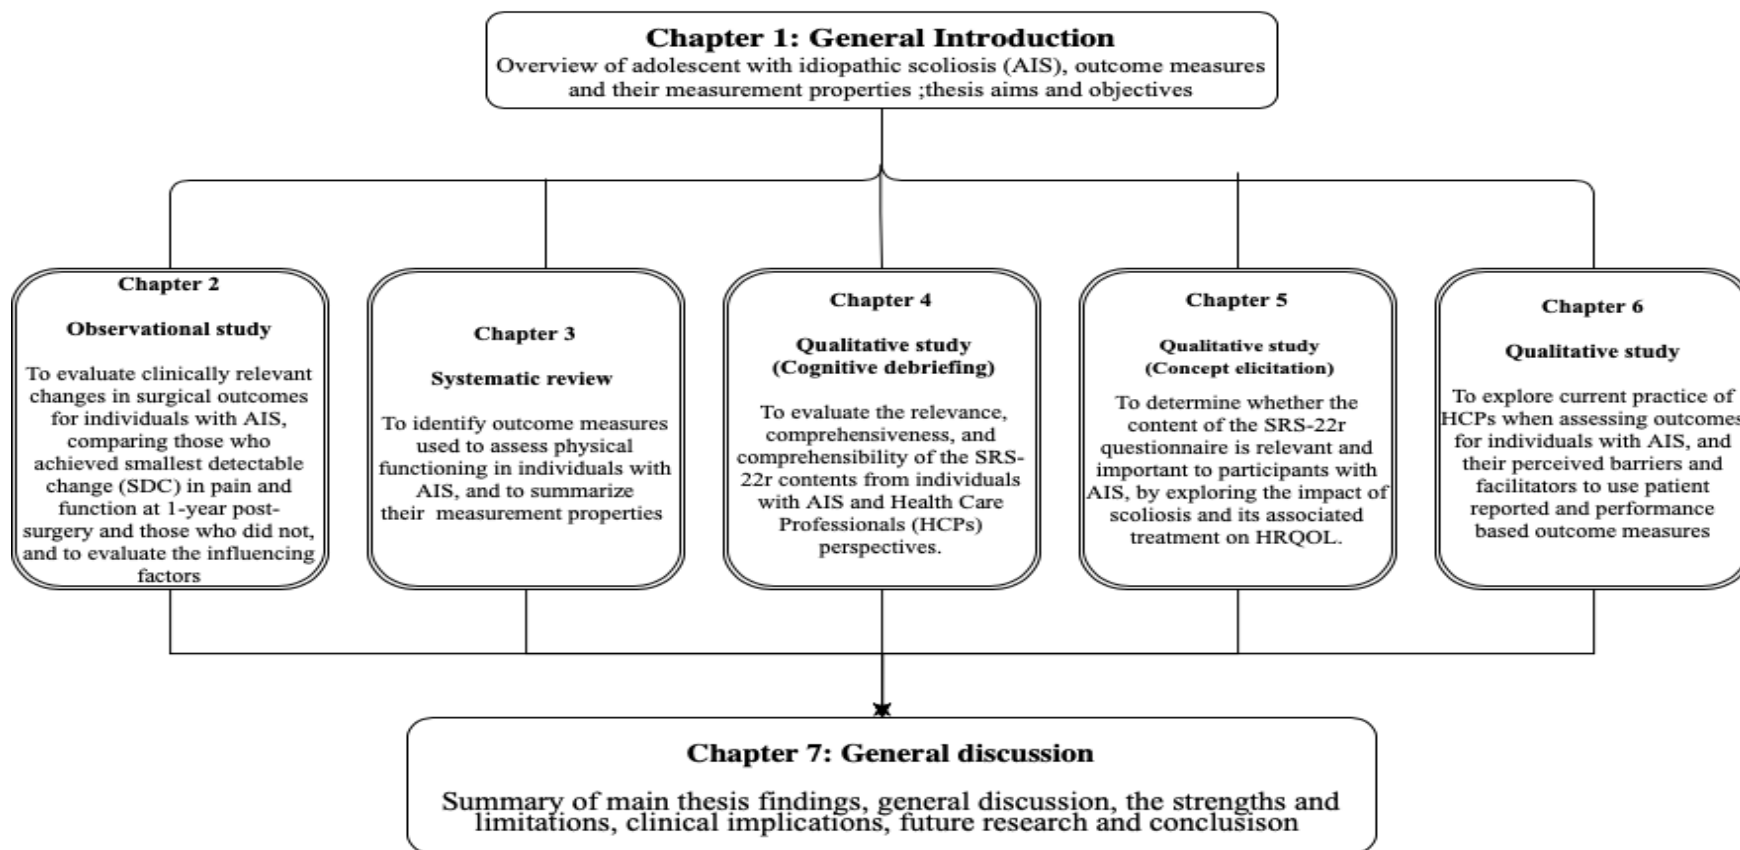 Chapter 1: General Introduction
Overview of adolescent with idiopathic scoliosis (AIS), outcome measures
and their measurement properties ;thesis aims and objectives
Chapter 2
Observational study
To evaluate clinically relevant
changes in surgical outcomes
for individuals with AIS,
comparing those who
achieved smallest detectable
change (SDC) in pain and
function at 1-year post-
surgery and those who did not,
and to evaluate the influencing
factors
Chapter 3
Systematic review
To identify outcome measures
used to assess physical
functioning in individuals with
AIS, and to summarize
their measurement properties
Chapter 4
Qualitative study
(Cognitive debriefing)
To evaluate the relevance,
comprehensiveness, and
comprehensibility of the SRS-
22r contents from individuals
with AIS and Health Care
Professionals (HCPs)
perspectives.
Chapter 5
Qualitative study
(Concept elicitation)
To determine whether the
content of the SRS-22r
questionnaire is relevant and
important to participants with
AIS, by exploring the impact of
scoliosis and its associated
treatment on HRQOL.
Chapter 6
Qualitative study
To explore current practice of
HCPs when assessing outcomes
for individuals with AIS, and
their perceived barriers and
facilitators to use patient
reported and performance
based outcome measures
Chapter 7: General discussion
Summary of main thesis findings, general discussion, the strengths and
limitations, clinical implications, future research and conclusison